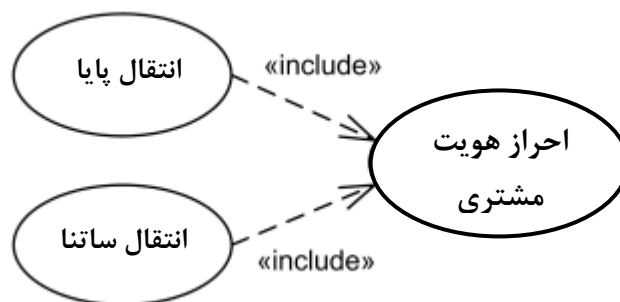 انتقال پایا
«include»
احراز هویت
مشتری
انتقال ساتنا
«include»